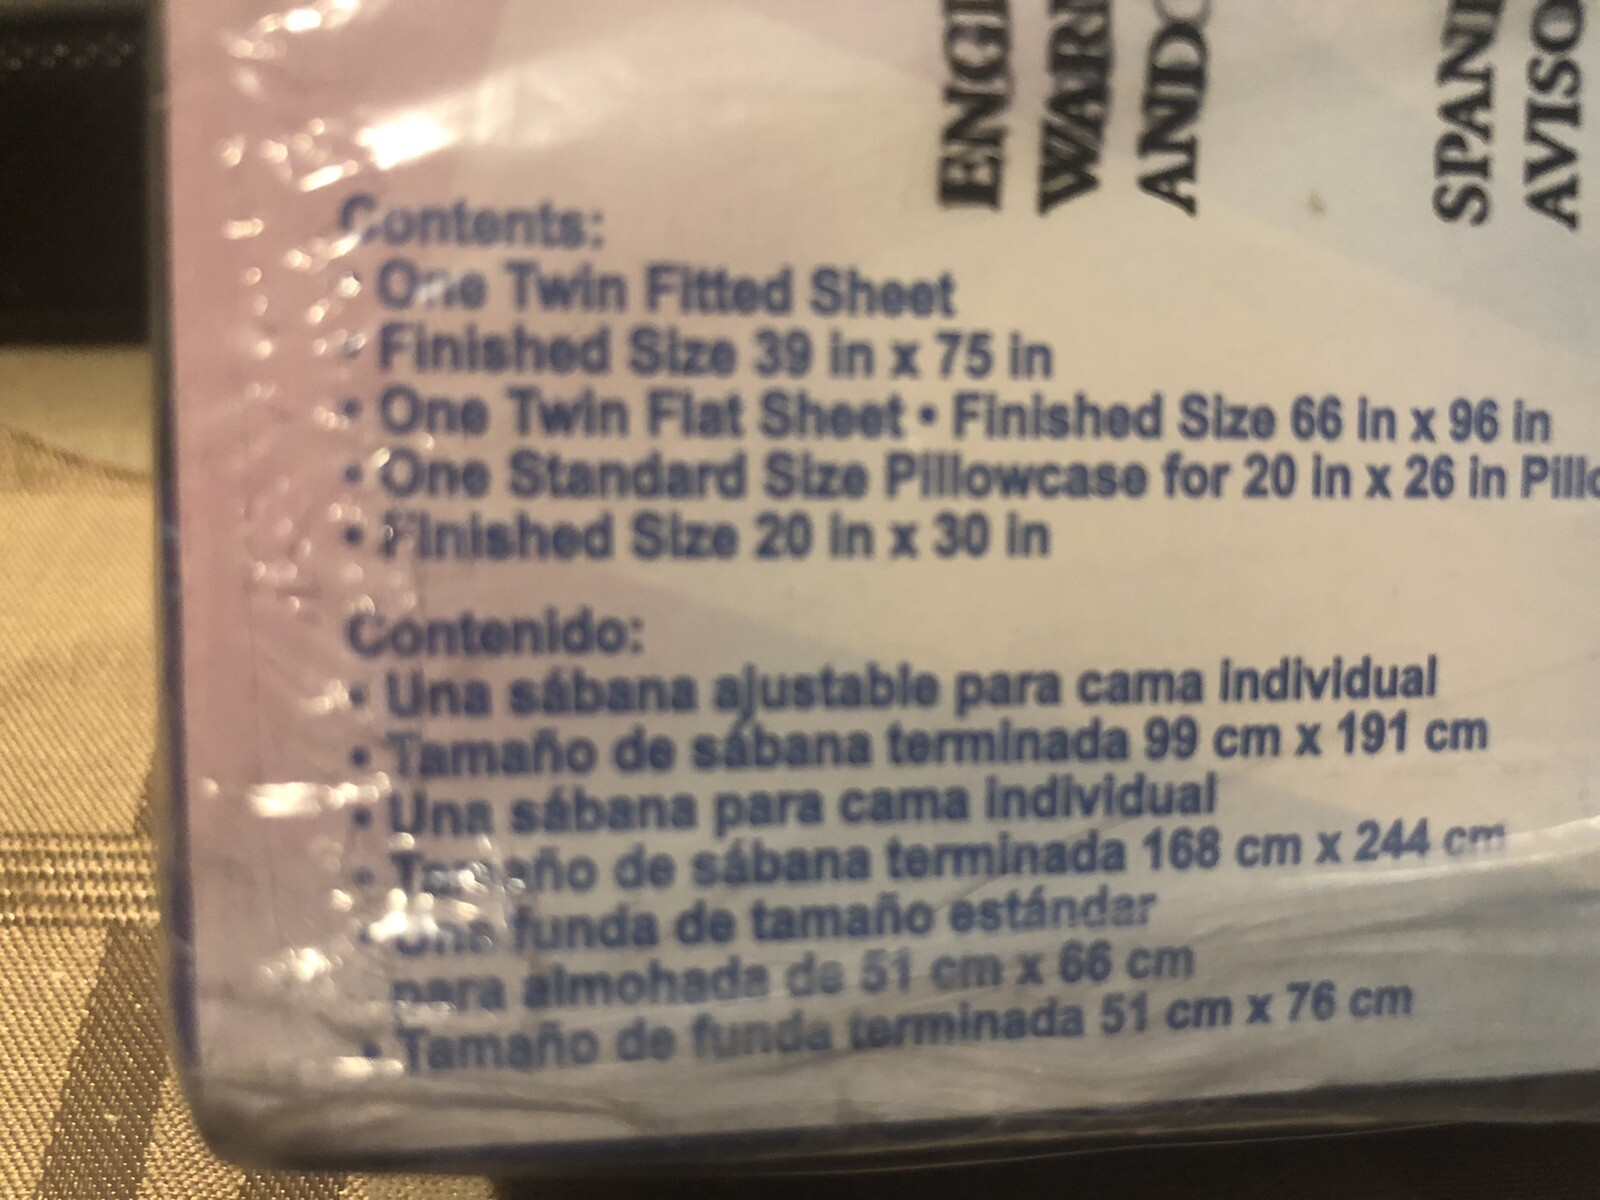 Contents:
• One Twin Fitted Sheet
• Finished Size 39 in x 75 in
• One Twin Flat Sheet • Finished Size 66 in x 96 in
• One Standard Size Pillowcase for 20 in x 26 in
• Finished Size 20 in x 30 in
Contenido:
• Una sábana ajustable para cama individual
• Tamaño de sábana terminada 99 cm x 191 cm
• Una sábana para cama individual
• Tamaño de sábana terminada 168 cm x 244 cm
• Una funda de tamaño estándar
para almohada de 51 cm x 66 cm
• Tamaño de funda terminada 51 cm x 76 cm
AVISO